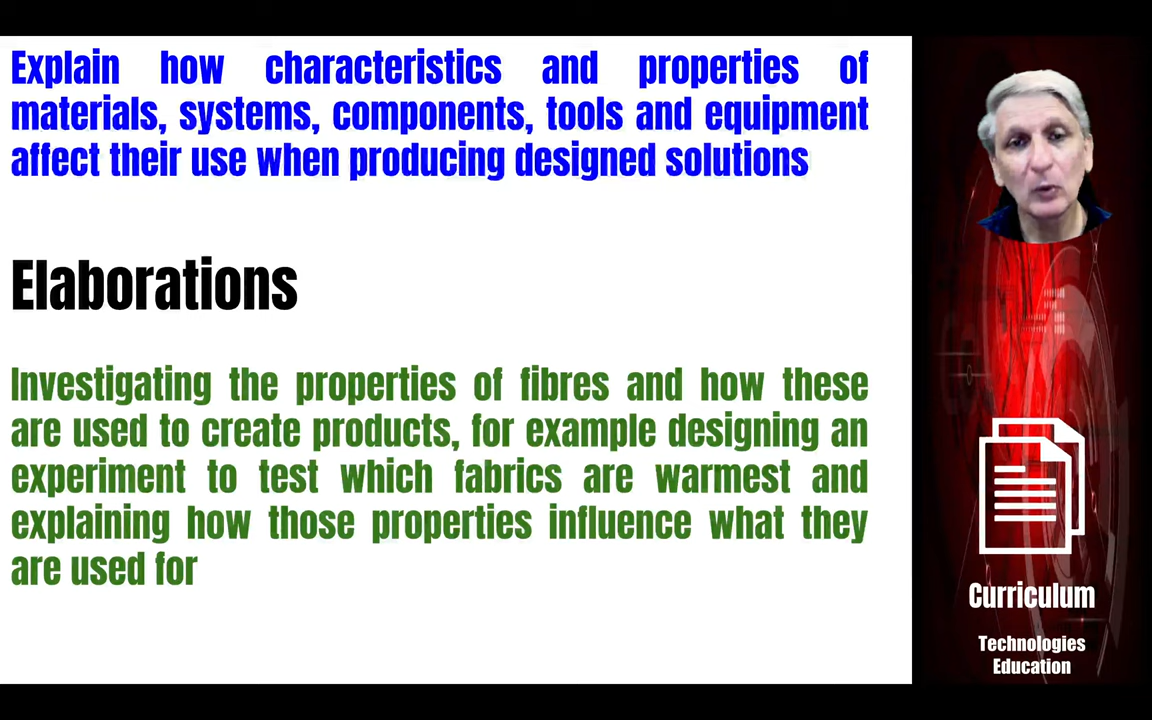 Explain how characteristics and properties of
materials, systems, components, tools and equipment
affect their use when producing designed solutions
Elaborations
Investigating the properties of fibres and how these
are used to create products, for example designing an
experiment to test which fabrics are warmest and
explaining how those properties influence what they
are used for
Curriculum
Technologies
Education